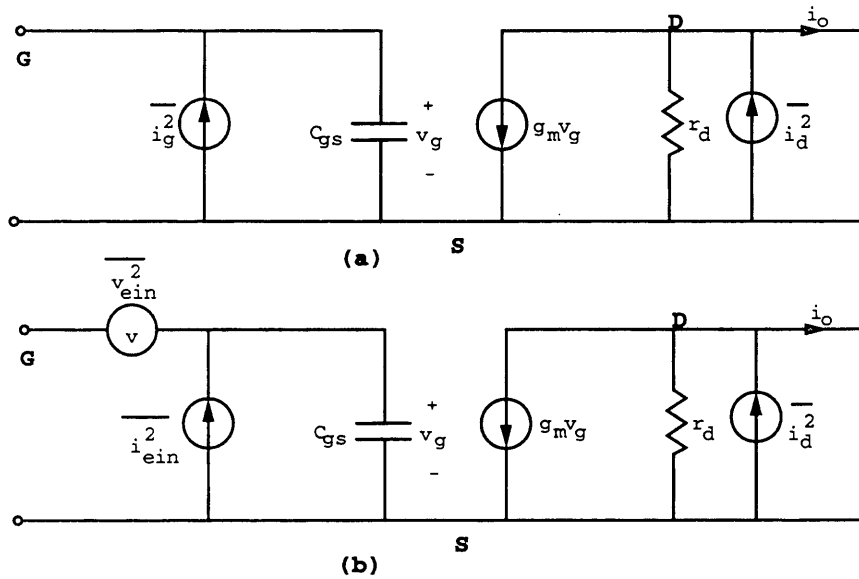 G
D
i_o
i_g^2
C_gs
+
v_g
-
g_m v_g
r_d
i_d^2
S
(a)
v_ein^2
v
G
D
i_o
i_ein^2
C_gs
+
v_g
-
g_m v_g
r_d
i_d^2
S
(b)